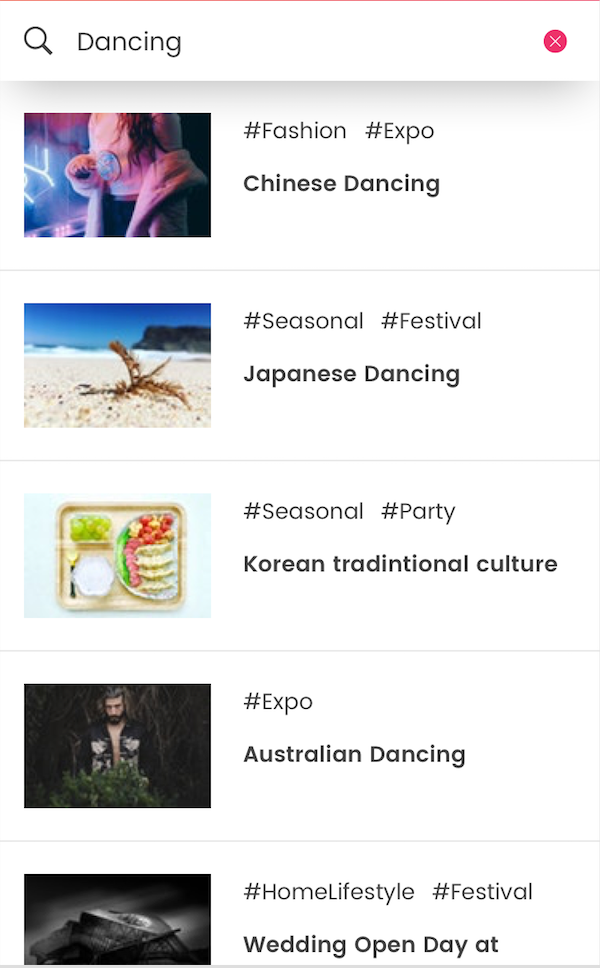 Dancing
#Fashion #Expo
Chinese Dancing
#Seasonal #Festival
Japanese Dancing
#Seasonal #Party
Korean tradintional culture
#Expo
Australian Dancing
#HomeLifestyle #Festival
Wedding Open Day at